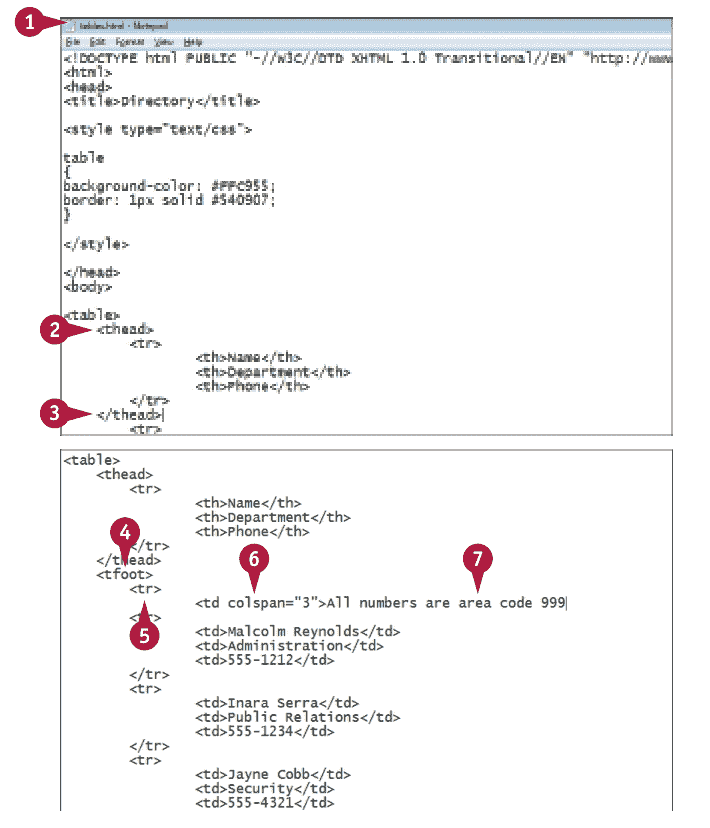 1
tables.html - Notepad
File Edit Format View Help
<!DOCTYPE html PUBLIC "-//W3C//DTD XHTML 1.0 Transitional//EN" "http://www
<html>
<head>
<title>Directory</title>
<style type="text/css">
table
{
background-color: #FFC955;
border: 1px solid #540907;
}
</style>
</head>
<body>
<table>
2 <thead>
<tr>
<th>Name</th>
<th>Department</th>
<th>Phone</th>
</tr>
3 </thead>
<tr>
<table>
<thead>
<tr>
<th>Name</th>
<th>Department</th>
<th>Phone</th>
4 /tr>
</thead> 6 7
<tfoot>
<tr>
<td colspan="3">All numbers are area code 999
<tr>
5 <td>Malcolm Reynolds</td>
<td>Administration</td>
<td>555-1212</td>
</tr>
<tr>
<td>Inara Serra</td>
<td>Public Relations</td>
<td>555-1234</td>
</tr>
<tr>
<td>Jayne Cobb</td>
<td>Security</td>
<td>555-4321</td>